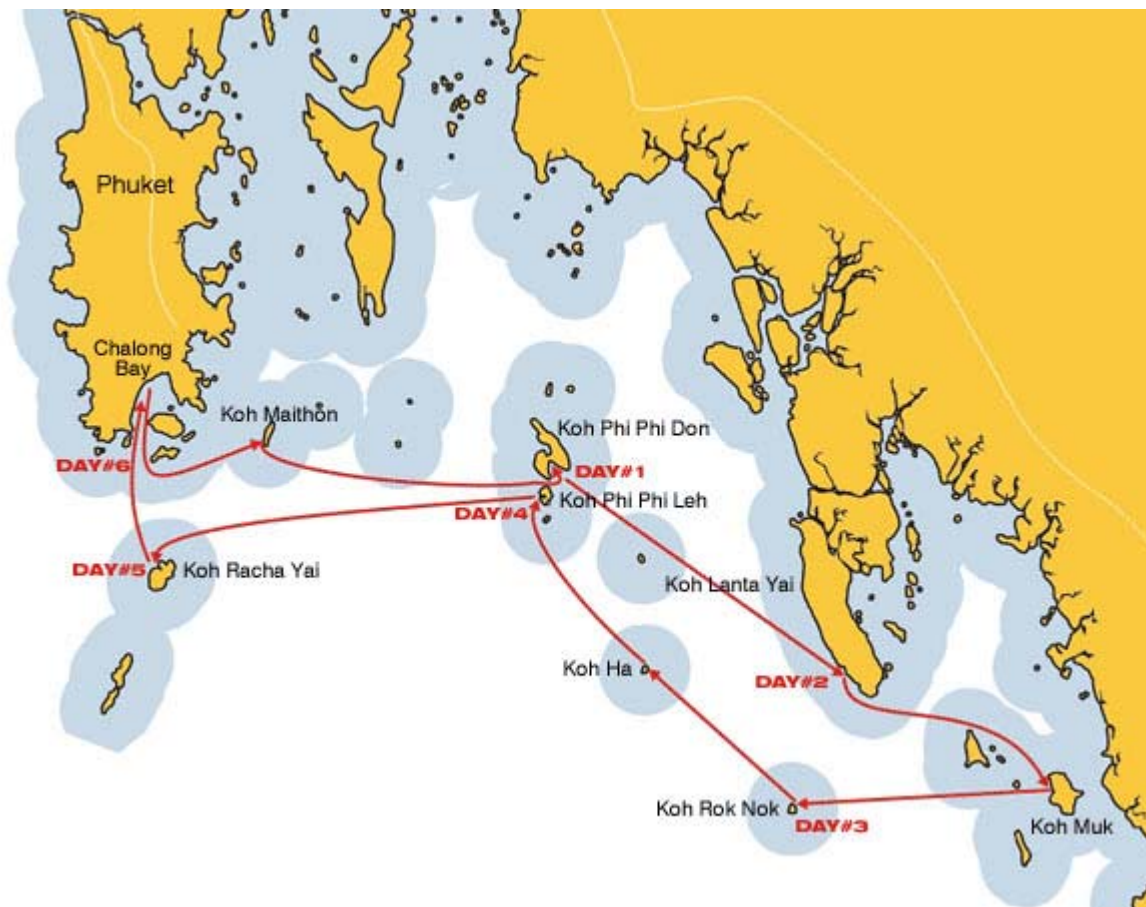 Phuket
Chalong
Bay
Koh Maithon
Koh Phi Phi Don
DAY#6
DAY#1
Koh Phi Phi Leh
DAY#4
DAY#5
Koh Racha Yai
Koh Lanta Yai
Koh Ha
DAY#2
Koh Rok Nok
DAY#3
Koh Muk